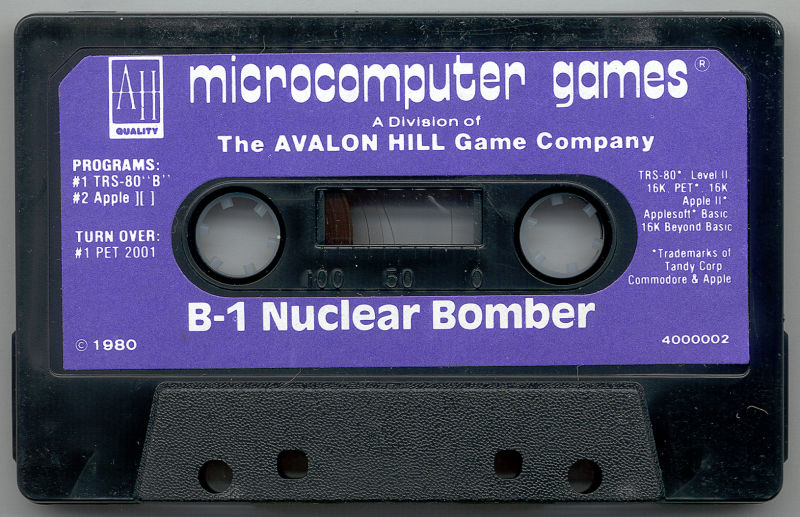 AH
QUALITY
microcomputer games®
A Division of
The AVALON HILL Game Company
PROGRAMS:
#1 TRS-80"B"
#2 Apple ][ ]
TURN OVER:
#1 PET 2001
TRS-80*, Level II
16K, PET*, 16K
Apple II*
Applesoft* Basic
16K Beyond Basic
*Trademarks of
Tandy Corp
Commodore & Apple
100 50 0
B-1 Nuclear Bomber
© 1980
4000002